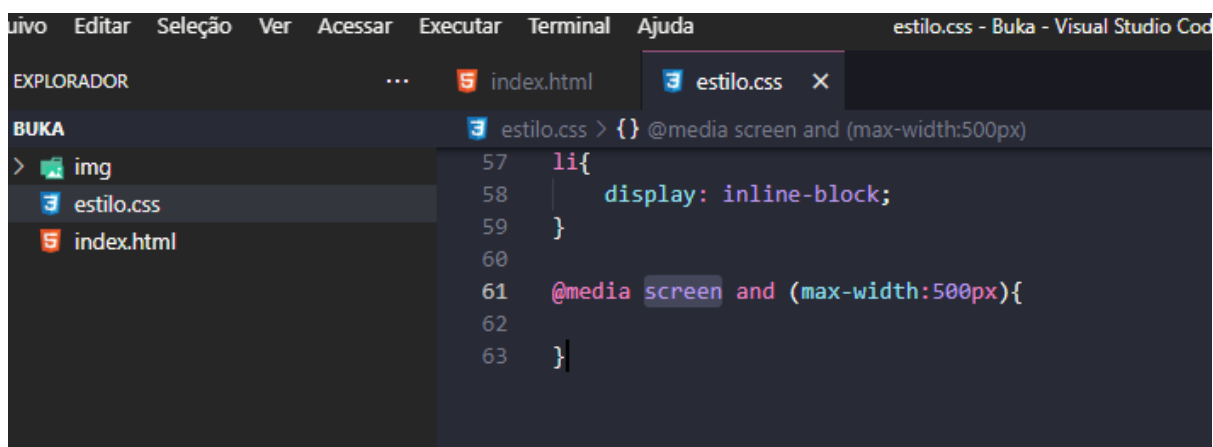 uivo Editar Seleção Ver Acessar Executar Terminal Ajuda estilo.css - Buka - Visual Studio Cod
EXPLORADOR ··· index.html estilo.css ×
BUKA estilo.css > {} @media screen and (max-width:500px)
> img
estilo.css
index.html
57 li{
58 display: inline-block;
59 }
60
61 @media screen and (max-width:500px){
62
63 }